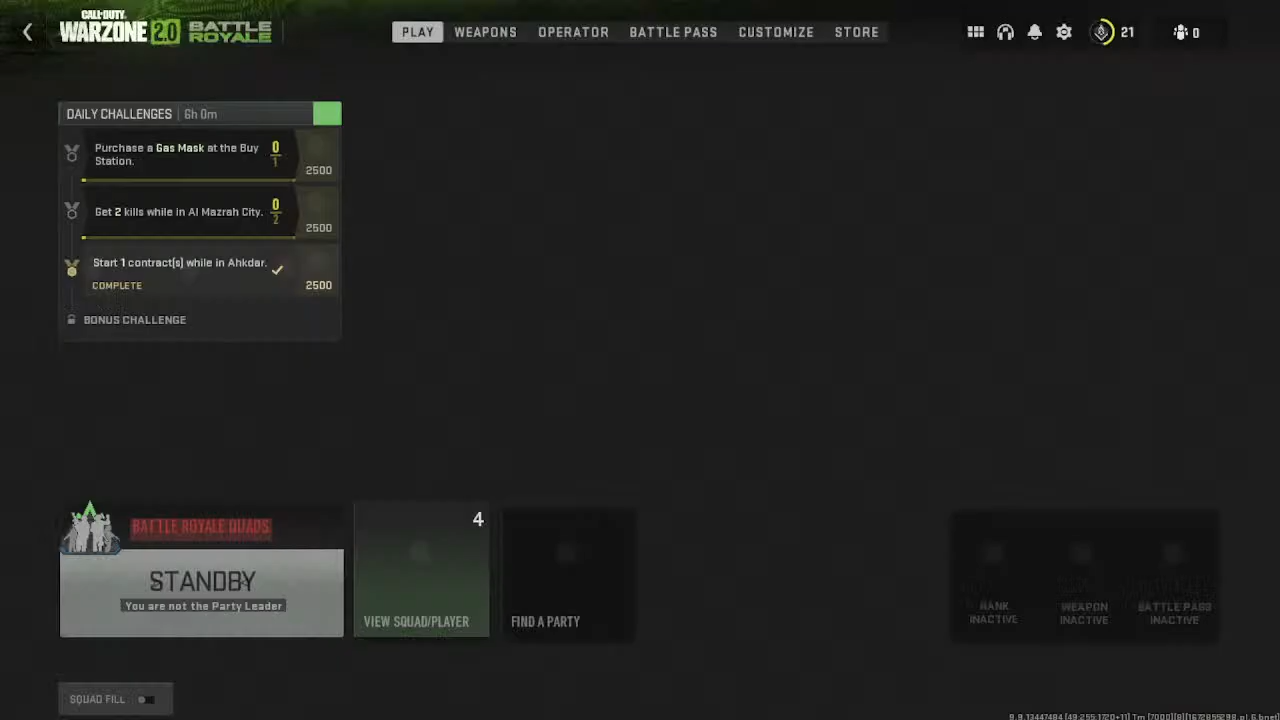 CALL·DUTY
WARZONE 2.0 BATTLE ROYALE
PLAY WEAPONS OPERATOR BATTLE PASS CUSTOMIZE STORE
21
0
DAILY CHALLENGES | 6h 0m
Purchase a Gas Mask at the Buy
Station.
0
1
2500
Get 2 kills while in Al Mazrah City.
0
2
2500
Start 1 contract(s) while in Ahkdar.
COMPLETE
2500
BONUS CHALLENGE
BATTLE ROYALE QUADS
STANDBY
You are not the Party Leader
4
VIEW SQUAD/PLAYER
FIND A PARTY
RANK
INACTIVE
WEAPON
INACTIVE
BATTLE PASS
INACTIVE
SQUAD FILL